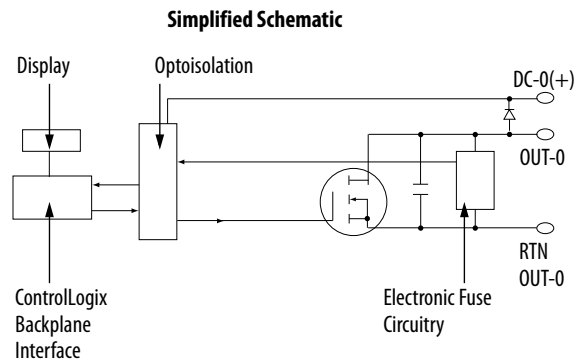 Simplified Schematic
Display
Optoisolation
DC-0(+)
OUT-0
RTN
OUT-0
ControlLogix
Backplane
Interface
Electronic Fuse
Circuitry